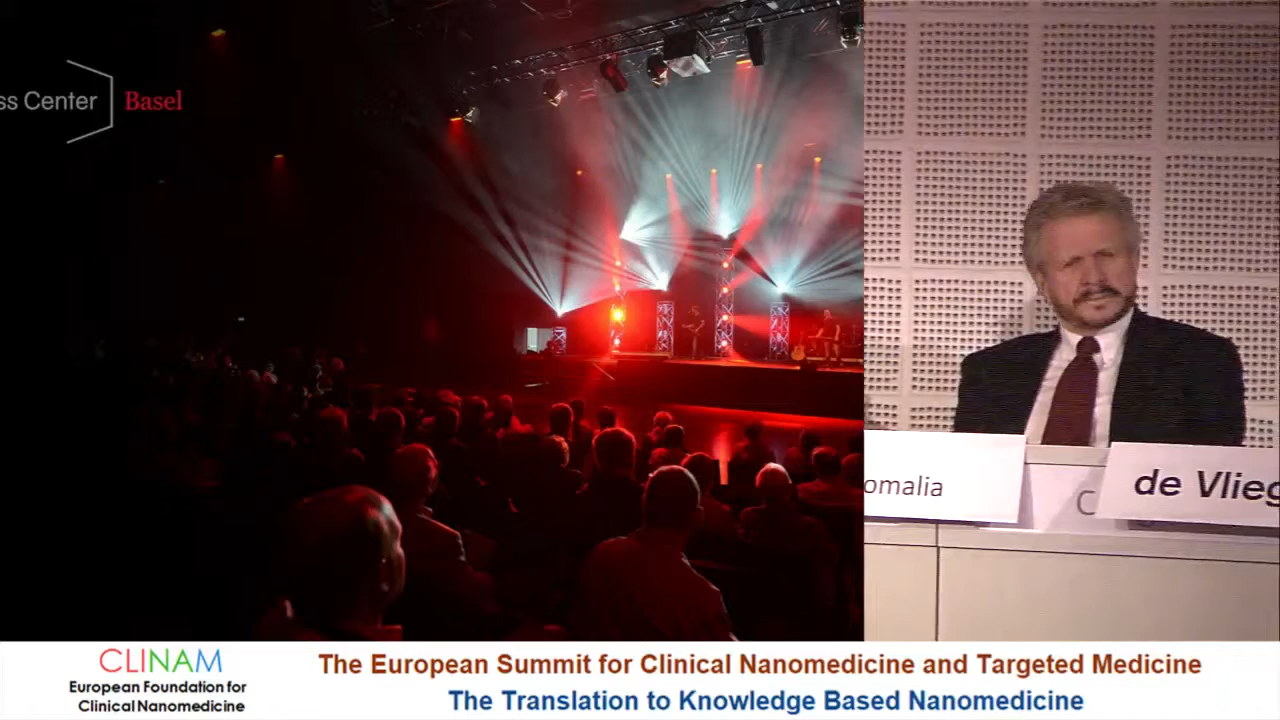 ss Center Basel
omalia
de Vlieg
CLINAM
European Foundation for
Clinical Nanomedicine
The European Summit for Clinical Nanomedicine and Targeted Medicine
The Translation to Knowledge Based Nanomedicine